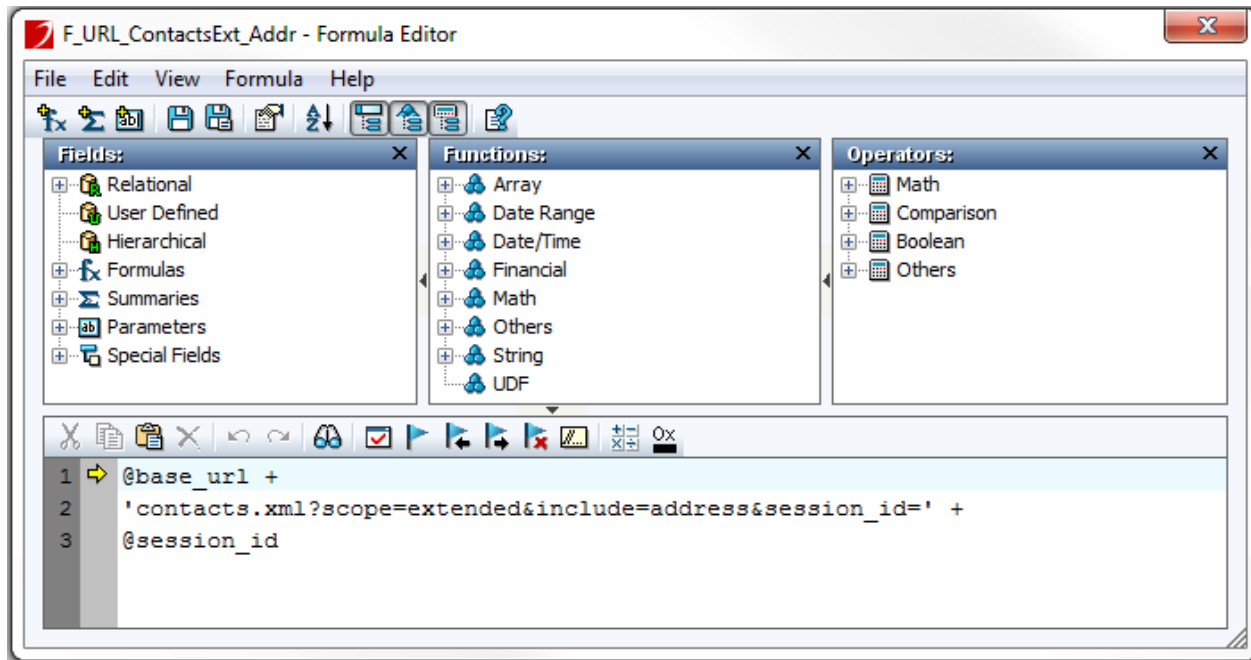 F_URL_ContactsExt_Addr - Formula Editor
File Edit View Formula Help
Fields: Functions: Operators:
Relational Array Math
User Defined Date Range Comparison
Hierarchical Date/Time Boolean
Formulas Financial Others
Summaries Math
Parameters Others
Special Fields String
UDF
1 @base_url +
2 'contacts.xml?scope=extended&include=address&session_id=' +
3 @session_id